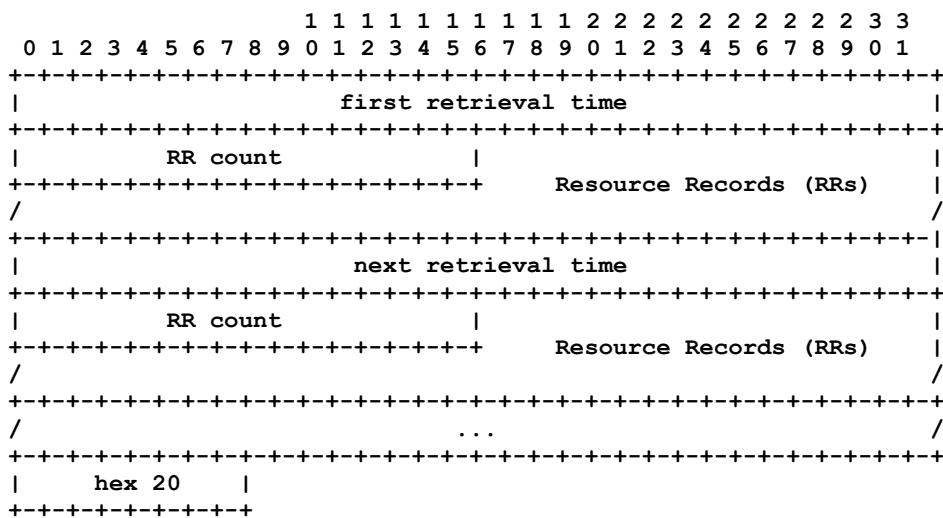 1 1 1 1 1 1 1 1 1 1 2 2 2 2 2 2 2 2 2 2 3 3
 0 1 2 3 4 5 6 7 8 9 0 1 2 3 4 5 6 7 8 9 0 1 2 3 4 5 6 7 8 9 0 1
+-+-+-+-+-+-+-+-+-+-+-+-+-+-+-+-+-+-+-+-+-+-+-+-+-+-+-+-+-+-+-+-+
|                      first retrieval time                     |
+-+-+-+-+-+-+-+-+-+-+-+-+-+-+-+-+-+-+-+-+-+-+-+-+-+-+-+-+-+-+-+-+
|          RR count             |                               |
+-+-+-+-+-+-+-+-+-+-+-+-+-+-+-+-+     Resource Records (RRs)    |
/                                                               /
+-+-+-+-+-+-+-+-+-+-+-+-+-+-+-+-+-+-+-+-+-+-+-+-+-+-+-+-+-+-+-+-|
|                       next retrieval time                     |
+-+-+-+-+-+-+-+-+-+-+-+-+-+-+-+-+-+-+-+-+-+-+-+-+-+-+-+-+-+-+-+-+
|          RR count             |                               |
+-+-+-+-+-+-+-+-+-+-+-+-+-+-+-+-+     Resource Records (RRs)    |
/                                                               /
+-+-+-+-+-+-+-+-+-+-+-+-+-+-+-+-+-+-+-+-+-+-+-+-+-+-+-+-+-+-+-+-+
/                              ...                              /
+-+-+-+-+-+-+-+-+-+-+-+-+-+-+-+-+-+-+-+-+-+-+-+-+-+-+-+-+-+-+-+-+
|     hex 20    |
+-+-+-+-+-+-+-+-+